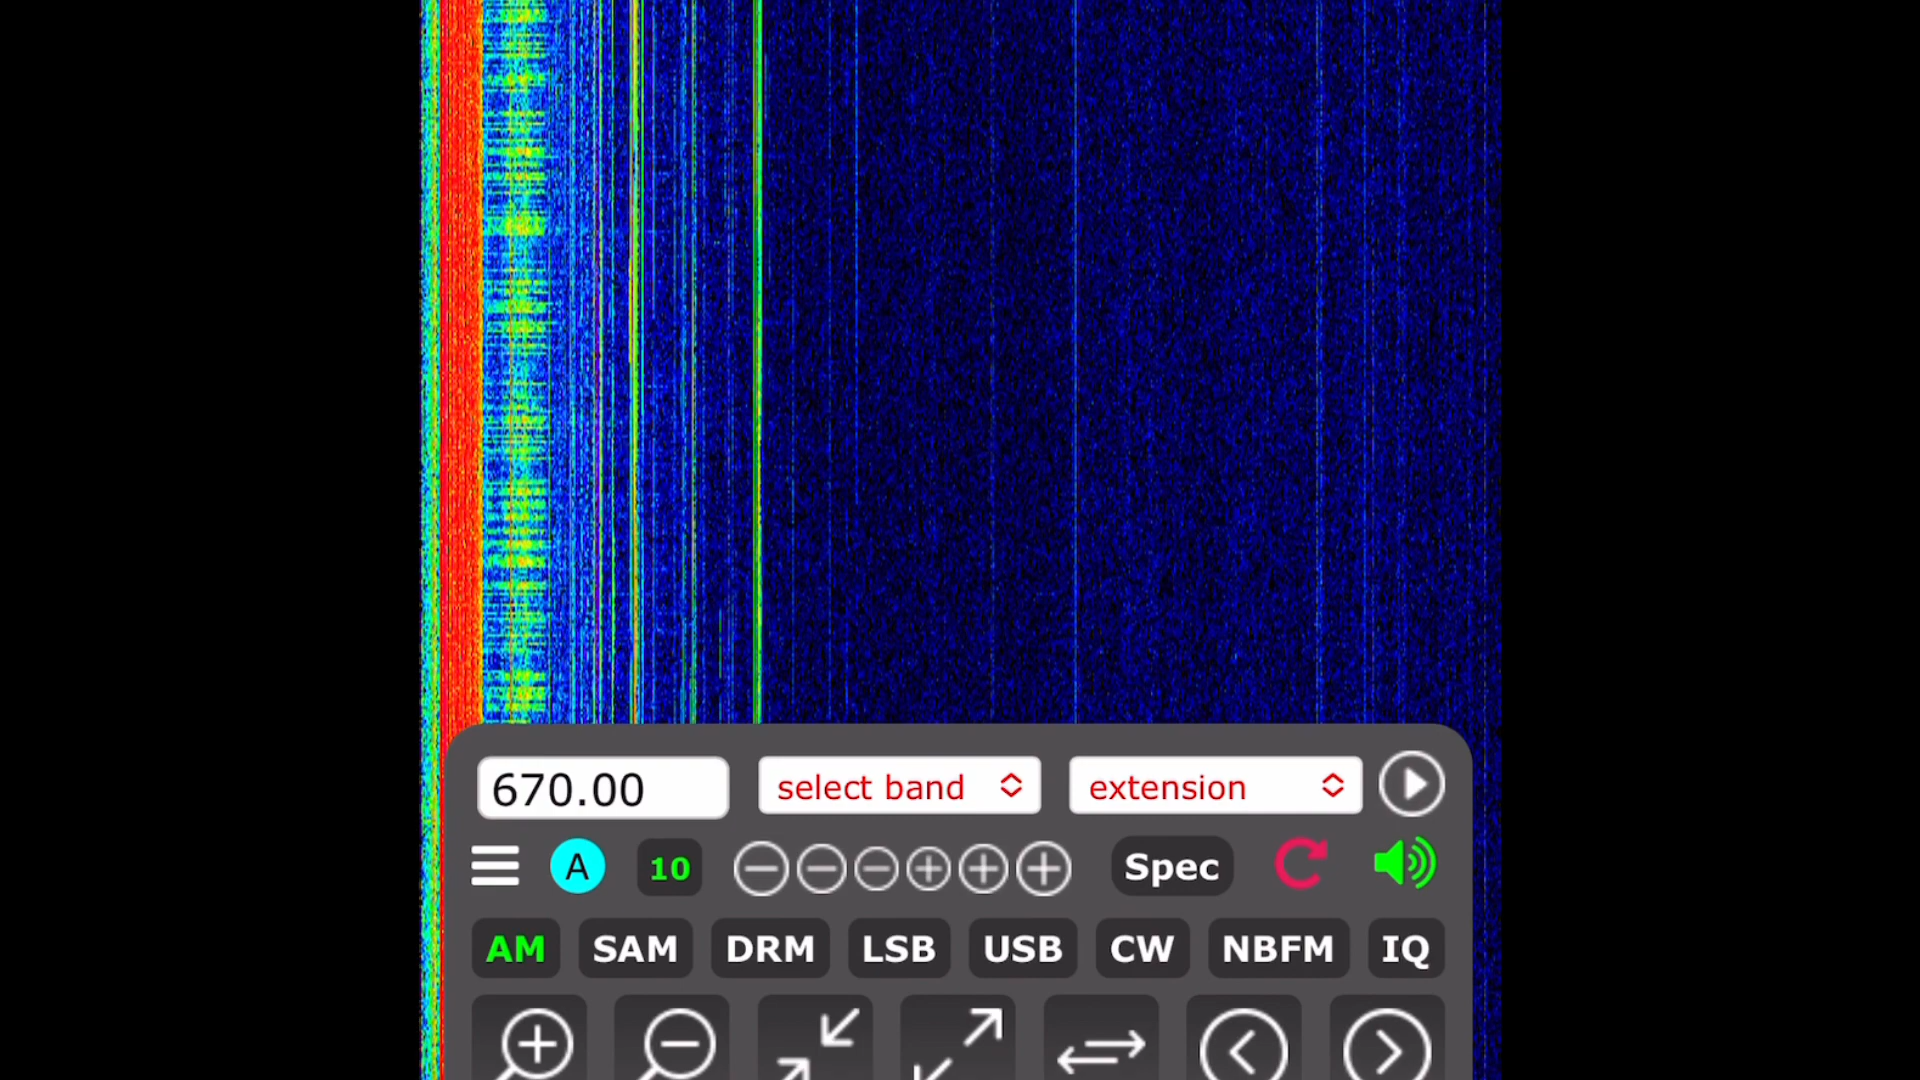 670.00 select band extension
A 10 Spec
AM SAM DRM LSB USB CW NBFM IQ